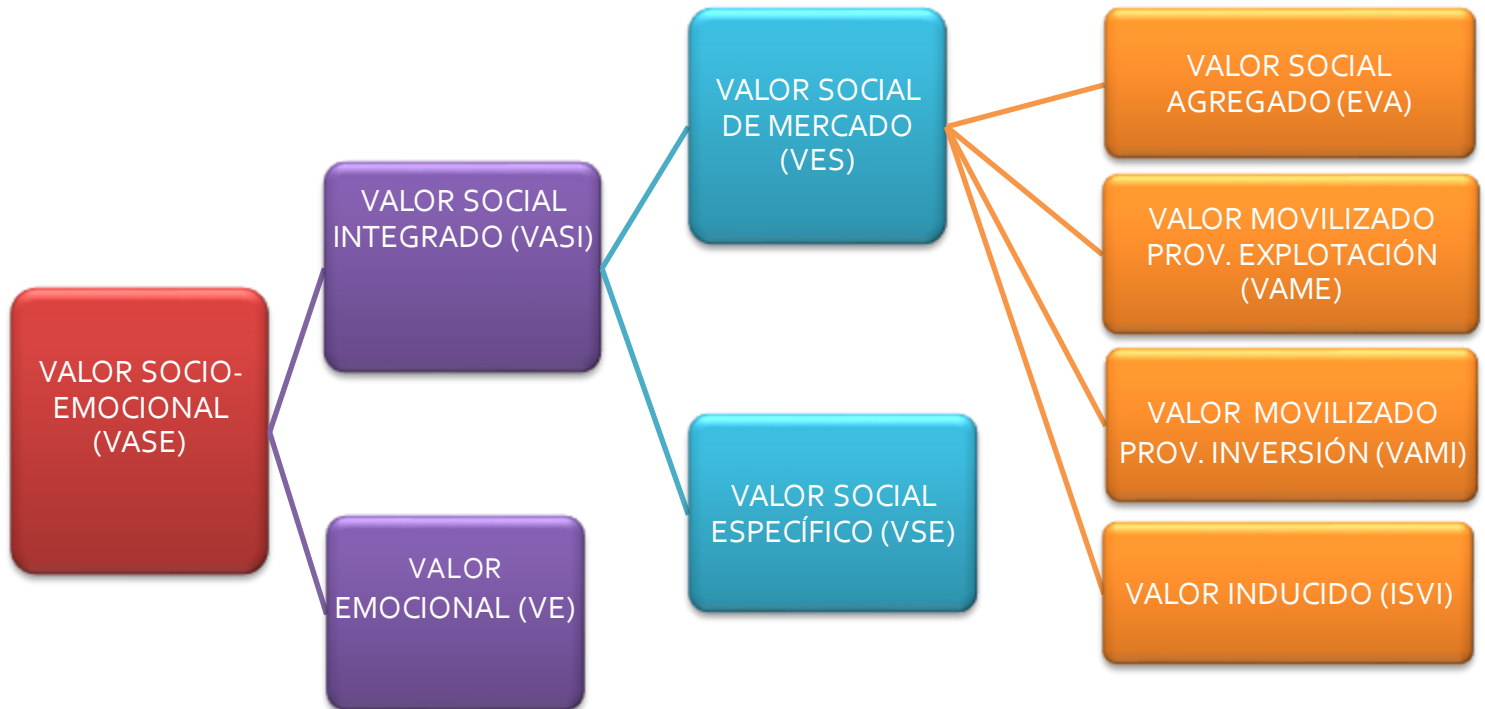 VALOR SOCIO-
EMOCIONAL
(VASE)
VALOR SOCIAL
INTEGRADO (VASI)
VALOR
EMOCIONAL (VE)
VALOR SOCIAL
DE MERCADO
(VES)
VALOR SOCIAL
ESPECÍFICO (VSE)
VALOR SOCIAL
AGREGADO (EVA)
VALOR MOVILIZADO
PROV. EXPLOTACIÓN
(VAME)
VALOR MOVILIZADO
PROV. INVERSIÓN (VAMI)
VALOR INDUCIDO (ISVI)